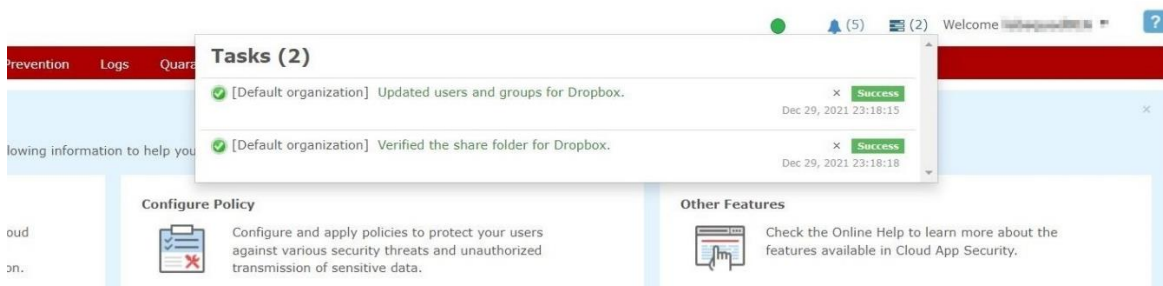 (5) (2) Welcome ?
Prevention Logs
Tasks (2)
[Default organization] Updated users and groups for Dropbox. × Success
Dec 29, 2021 23:18:15
[Default organization] Verified the share folder for Dropbox. × Success
Dec 29, 2021 23:18:18
×
information to help you
Configure Policy
Configure and apply policies to protect your users
against various security threats and unauthorized
transmission of sensitive data.
Other Features
Check the Online Help to learn more about the
features available in Cloud App Security.